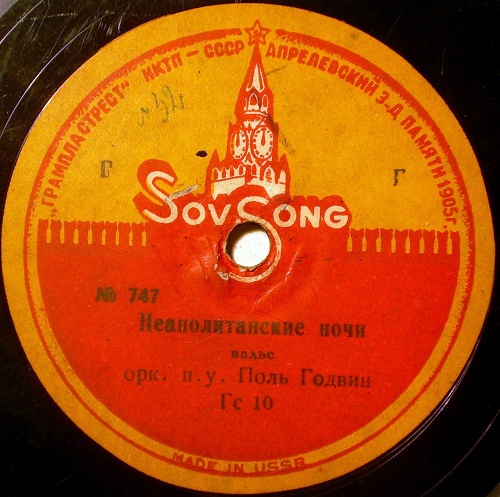 "ГРАМПЛАСТРЕСТ" НКТП – СССР АПРЕЛЕВСКИЙ З-Д ПАМЯТИ 1905 г.
Г Г
SOVSONG
№ 747
Неаполитанские ночи
вальс
орк. п.у. Поль Годвин
Гс 10
MADE IN USSR